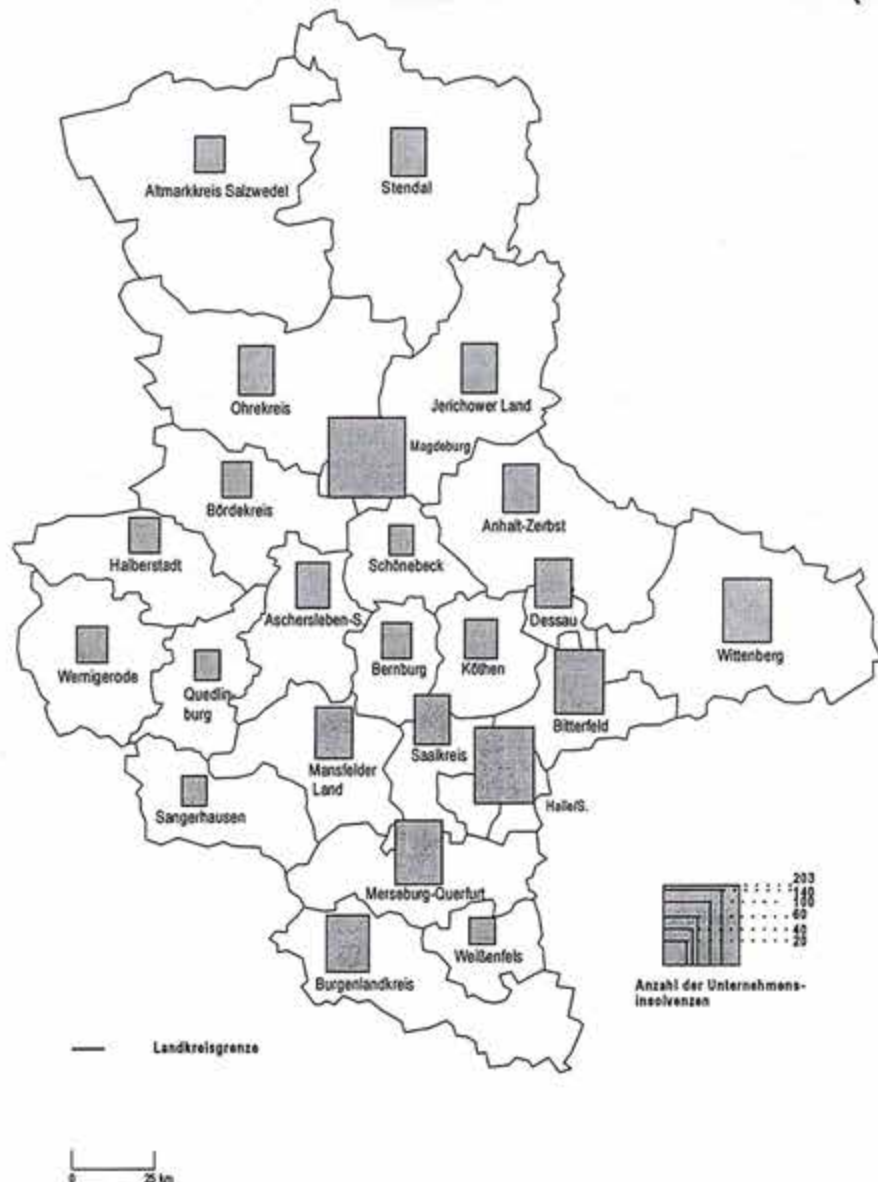 Altmarkkreis Salzwedel
Stendal
Ohrekreis
Jerichower Land
Magdeburg
Bördekreis
Anhalt-Zerbst
Halberstadt
Schönebeck
Aschersleben-S.
Dessau
Wernigerode
Quedlin-
burg
Bernburg
Köthen
Wittenberg
Bitterfeld
Saalkreis
Mansfelder
Land
Halle/S.
Sangerhausen
Merseburg-Querfurt
Weißenfels
Burgenlandkreis
203
140
100
60
40
20
Anzahl der Unternehmens-
insolvenzen
Landkreisgrenze
0 25 km